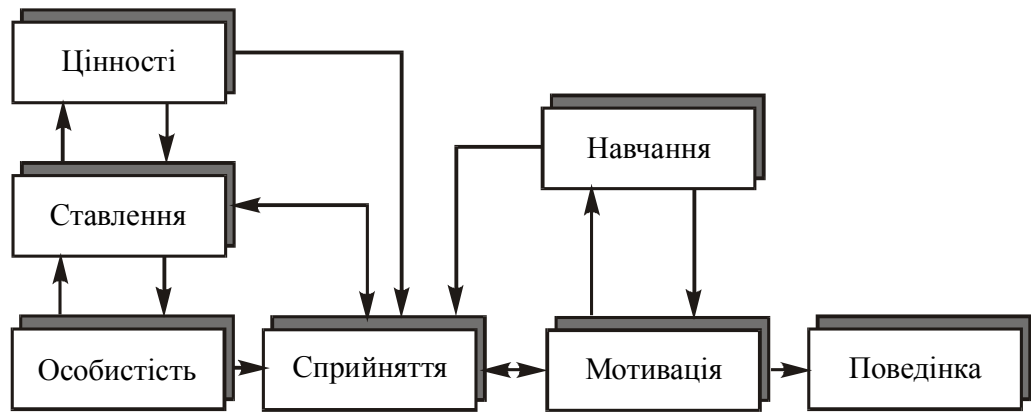 Цінності
Навчання
Ставлення
Особистість
Сприйняття
Мотивація
Поведінка